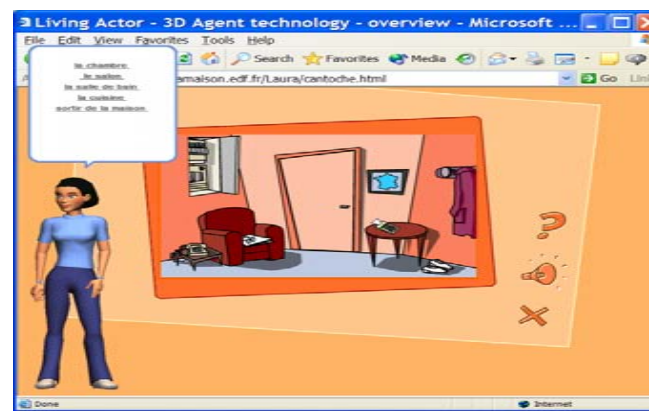 Living Actor - 3D Agent technology - overview - Microsoft ...
File Edit View Favorites Tools Help
Search Favorites Media
amaison.edf.fr/Laura/cantoche.html Go Lin
la chambre
le salon
la salle de bain
la cuisine
sortir de la maison
?
Done Internet